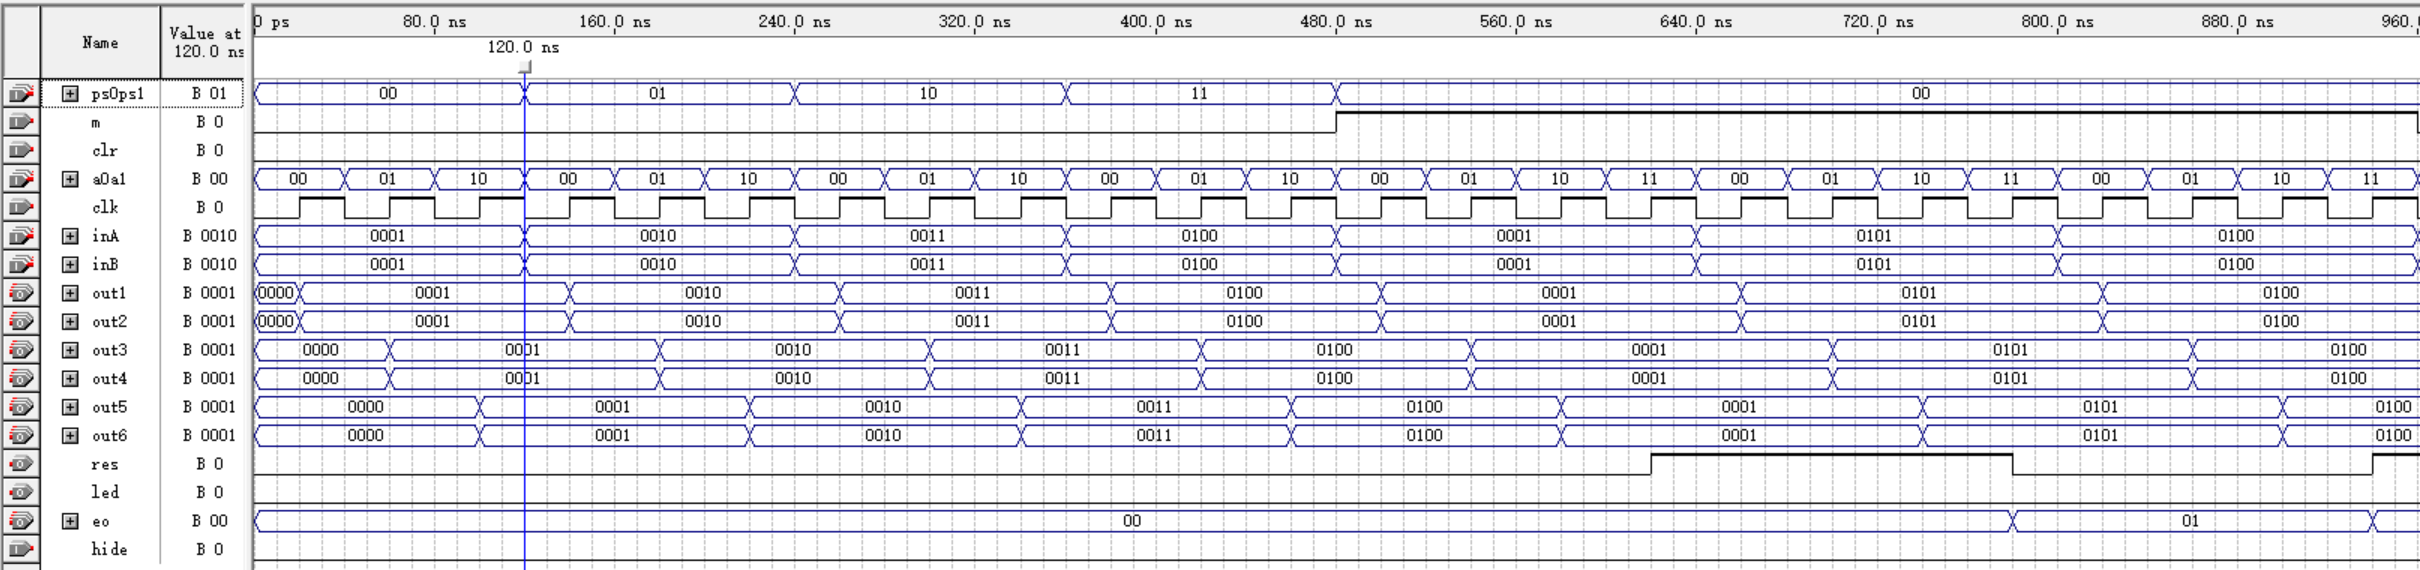 0 ps 80.0 ns 160.0 ns 240.0 ns 320.0 ns 400.0 ns 480.0 ns 560.0 ns 640.0 ns 720.0 ns 800.0 ns 880.0 ns 960.
Name Value at
120.0 ns 120.0 ns
ps0ps1 B 01 00 01 10 11 00
m B 0
clr B 0
a0a1 B 00 00 01 10 00 01 10 00 01 10 00 01 10 00 01 10 11 00 01 10 11 00 01 10 11
clk B 0
inA B 0010 0001 0010 0011 0100 0001 0101 0100
inB B 0010 0001 0010 0011 0100 0001 0101 0100
out1 B 0001 0000 0001 0010 0011 0100 0001 0101 0100
out2 B 0001 0000 0001 0010 0011 0100 0001 0101 0100
out3 B 0001 0000 0001 0010 0011 0100 0001 0101 0100
out4 B 0001 0000 0001 0010 0011 0100 0001 0101 0100
out5 B 0001 0000 0001 0010 0011 0100 0001 0101 0100
out6 B 0001 0000 0001 0010 0011 0100 0001 0101 0100
res B 0
led B 0
eo B 00 00 01
hide B 0